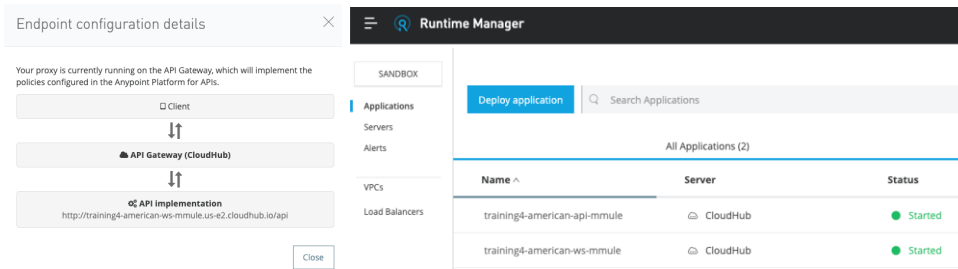 Endpoint configuration details
Your proxy is currently running on the API Gateway, which will implement the
policies configured in the Anypoint Platform for APIs.
Client
API Gateway (CloudHub)
API implementation
http://training4-american-ws-mmule.us-e2.cloudhub.io/api
Close
Runtime Manager
SANDBOX
Applications
Servers
Alerts
VPCs
Load Balancers
Deploy application
Search Applications
All Applications (2)
Name Server Status
training4-american-api-mmule CloudHub Started
training4-american-ws-mmule CloudHub Started